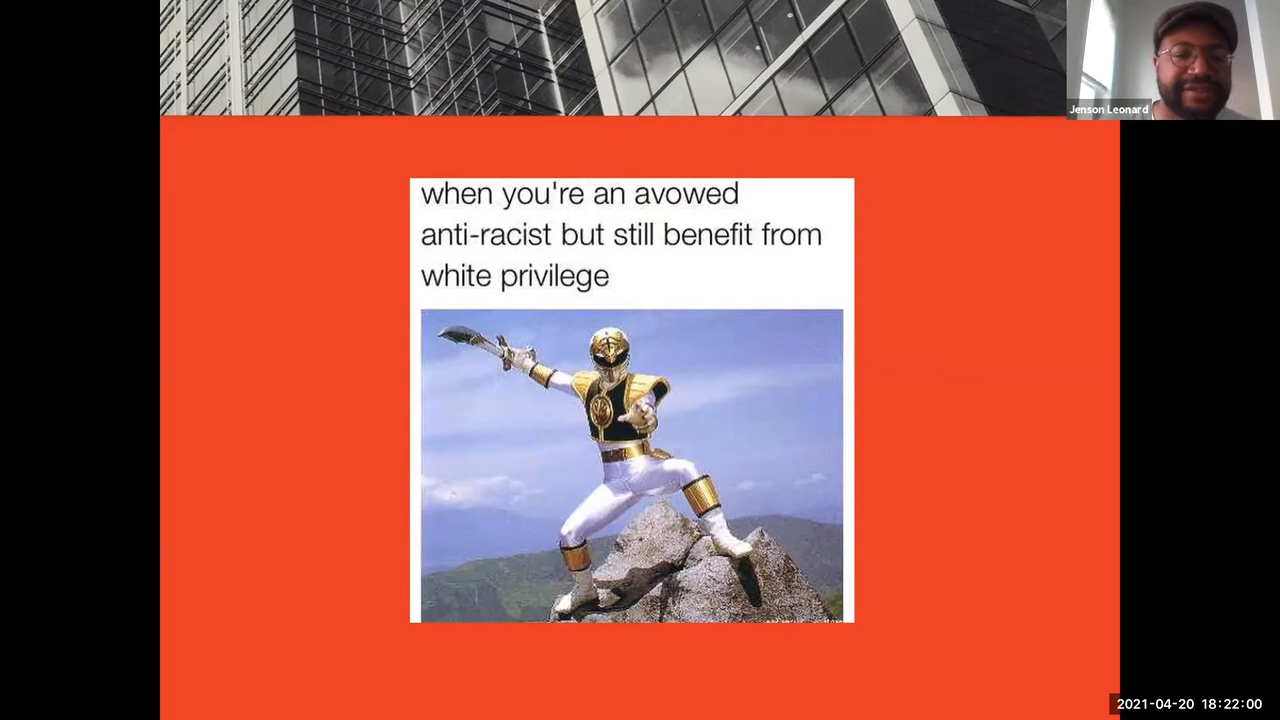 Jenson Leonard
when you're an avowed
anti-racist but still benefit from
white privilege
2021-04-20 18:22:00